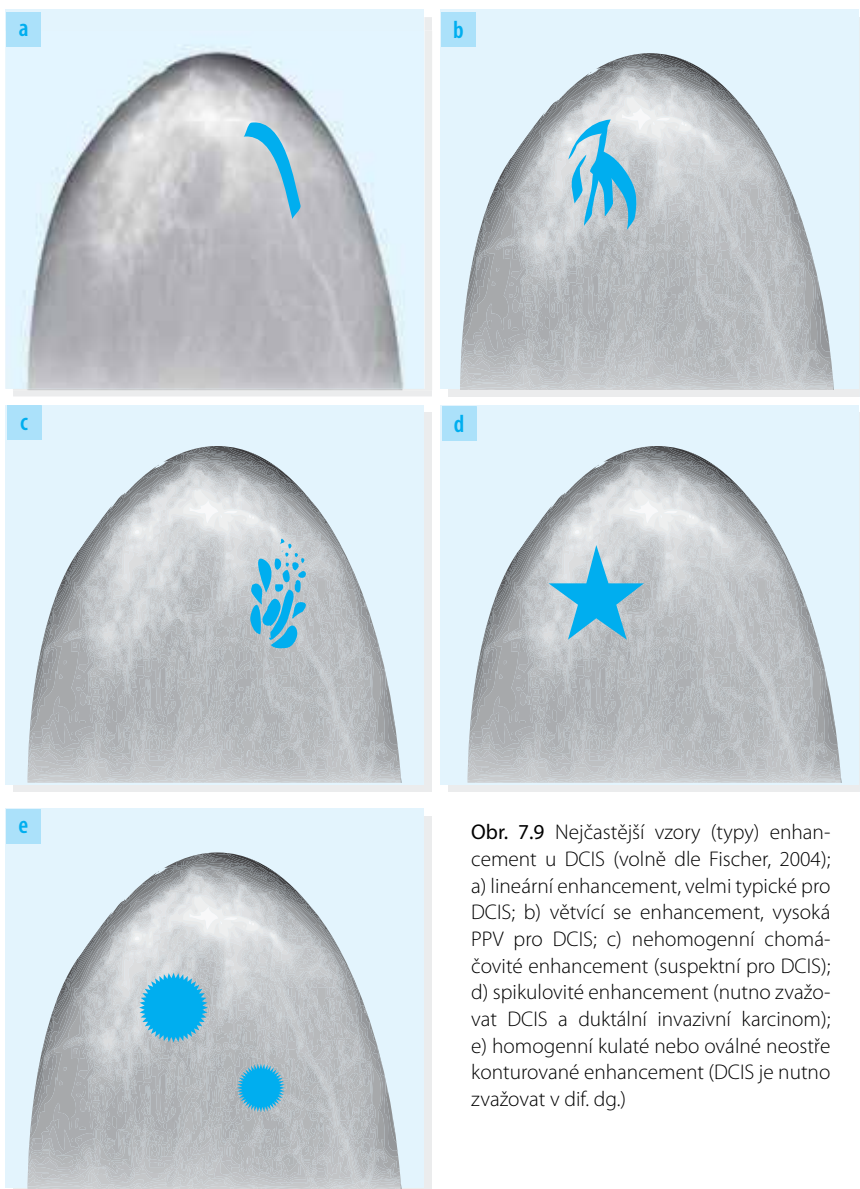 a
b
c
d
e
Obr. 7.9 Nejčastější vzory (typy) enhan-
cement u DCIS (volně dle Fischer, 2004);
a) lineární enhancement, velmi typické pro
DCIS; b) větvící se enhancement, vysoká
PPV pro DCIS; c) nehomogenní chomá-
čovité enhancement (suspektní pro DCIS);
d) spikulovité enhancement (nutno zvažo-
vat DCIS a duktální invazivní karcinom);
e) homogenní kulaté nebo oválné neostře
konturované enhancement (DCIS je nutno
zvažovat v dif. dg.)